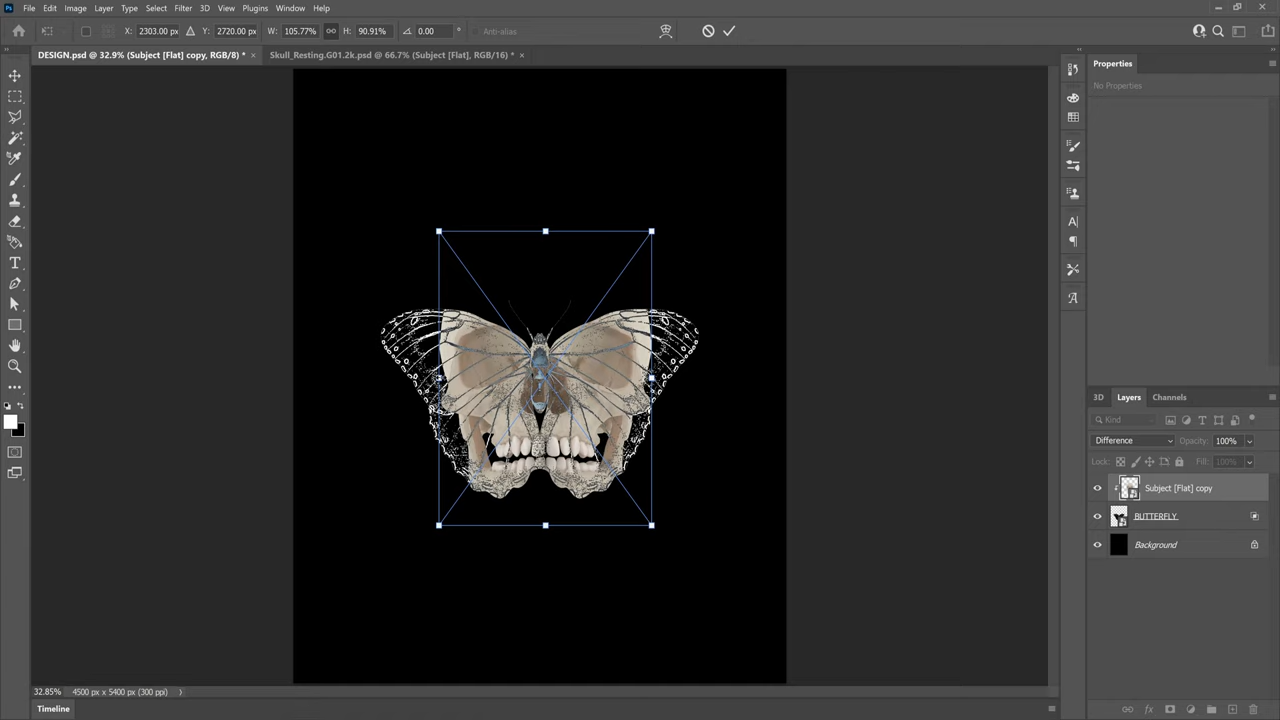 Ps File Edit Image Layer Type Select Filter 3D View Plugins Window Help
X: 2303.00 px Y: 2720.00 px W: 105.77% H: 90.91% 0.00 ° Anti-alias
DESIGN.psd @ 32.9% (Subject [Flat] copy, RGB/8) * × Skull_Resting.G01.2k.psd @ 66.7% (Subject [Flat], RGB/16) * ×
Properties
No Properties
3D Layers Channels
Kind
Difference Opacity: 100%
Lock: Fill: 100%
Subject [Flat] copy
BUTTERFLY
Background
32.85% 4500 px x 5400 px (300 ppi)
Timeline